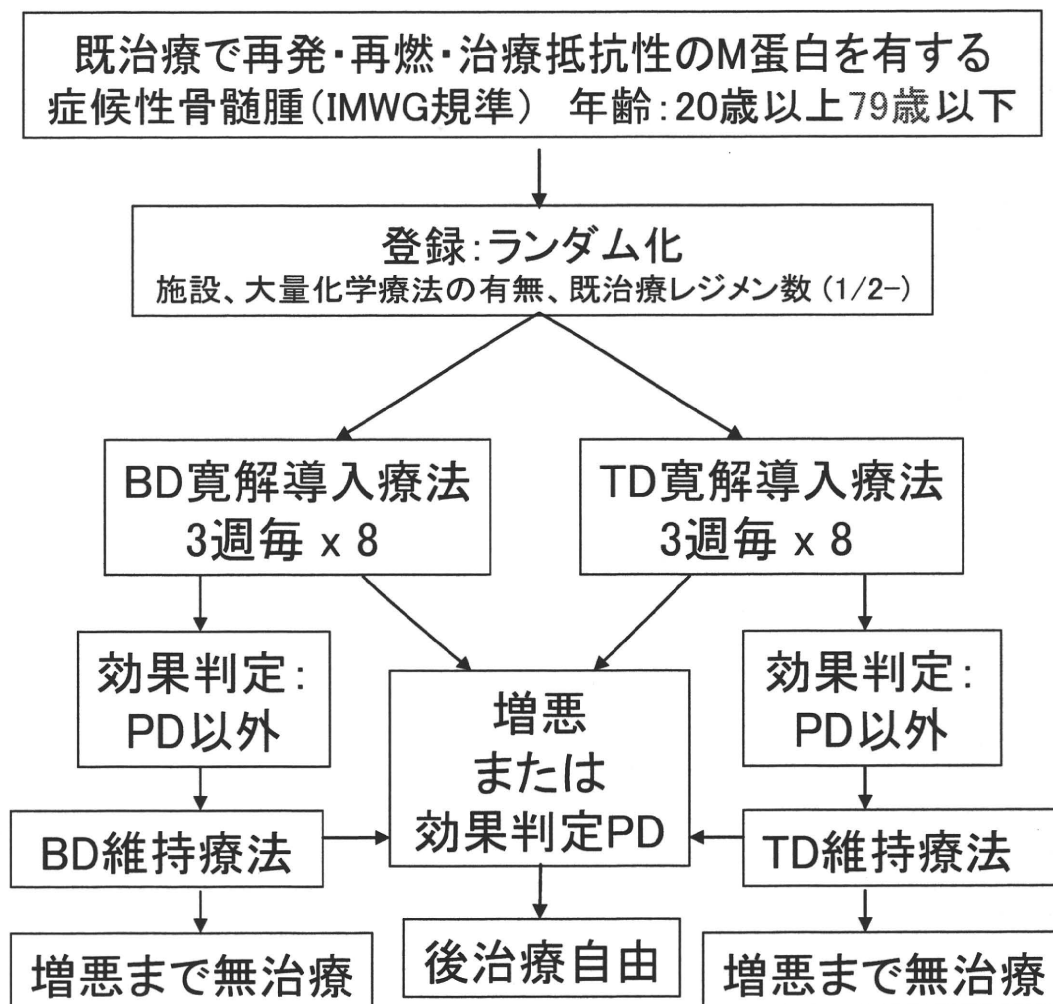 既治療で再発・再燃・治療抵抗性のM蛋白を有する
症候性骨髄腫(IMWG規準) 年齢:20歳以上79歳以下
登録:ランダム化
施設、大量化学療法の有無、既治療レジメン数 (1/2-)
BD寛解導入療法
3週毎 x 8
TD寛解導入療法
3週毎 x 8
効果判定:
PD以外
増悪
または
効果判定PD
効果判定:
PD以外
BD維持療法
TD維持療法
増悪まで無治療
後治療自由
増悪まで無治療